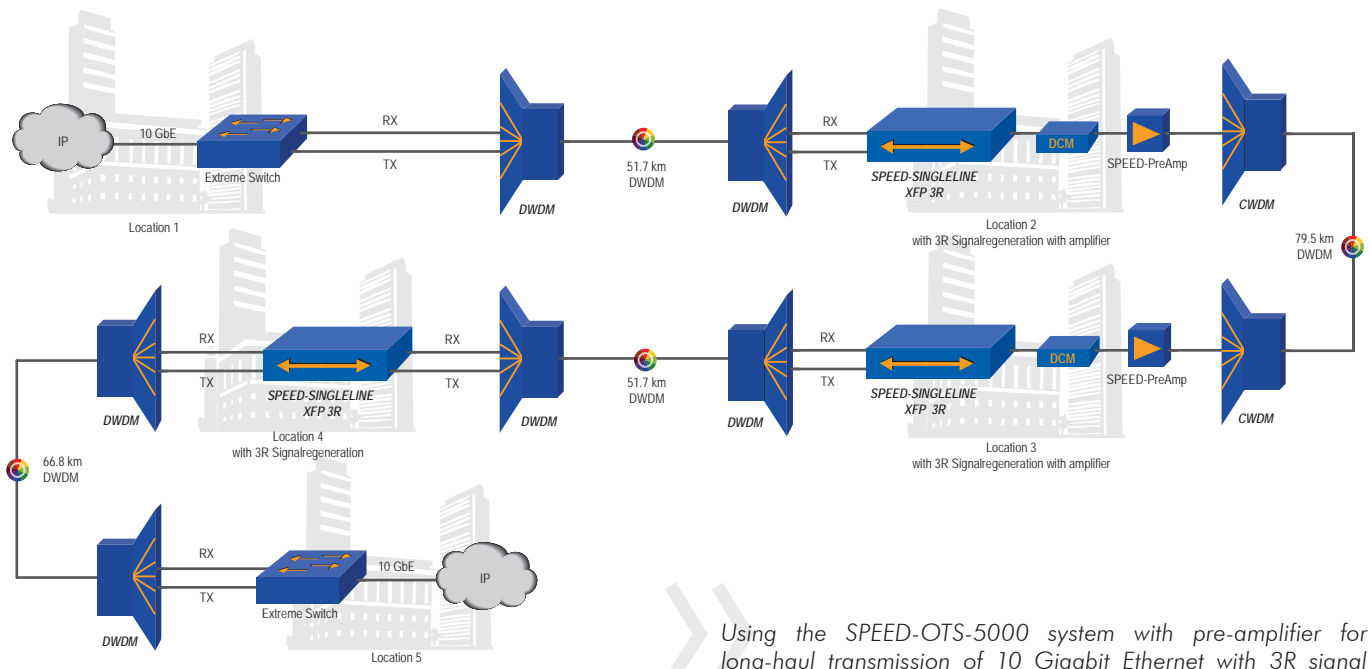 IP
10 GbE
Extreme Switch
Location 1
RX
TX
DWDM
51.7 km
DWDM
DWDM
RX
TX
SPEED-SINGLELINE
XFP 3R
DCM
SPEED-PreAmp
Location 2
with 3R Signalregeneration with amplifier
CWDM
79.5 km
DWDM
DWDM
RX
TX
SPEED-SINGLELINE
XFP 3R
RX
TX
Location 4
with 3R Signalregeneration
DWDM
51.7 km
DWDM
DWDM
RX
TX
SPEED-SINGLELINE
XFP 3R
DCM
SPEED-PreAmp
Location 3
with 3R Signalregeneration with amplifier
CWDM
66.8 km
DWDM
DWDM
RX
TX
Extreme Switch
10 GbE
IP
Location 5
Using the SPEED-OTS-5000 system with pre-amplifier for
long-haul transmission of 10 Gigabit Ethernet with 3R signal